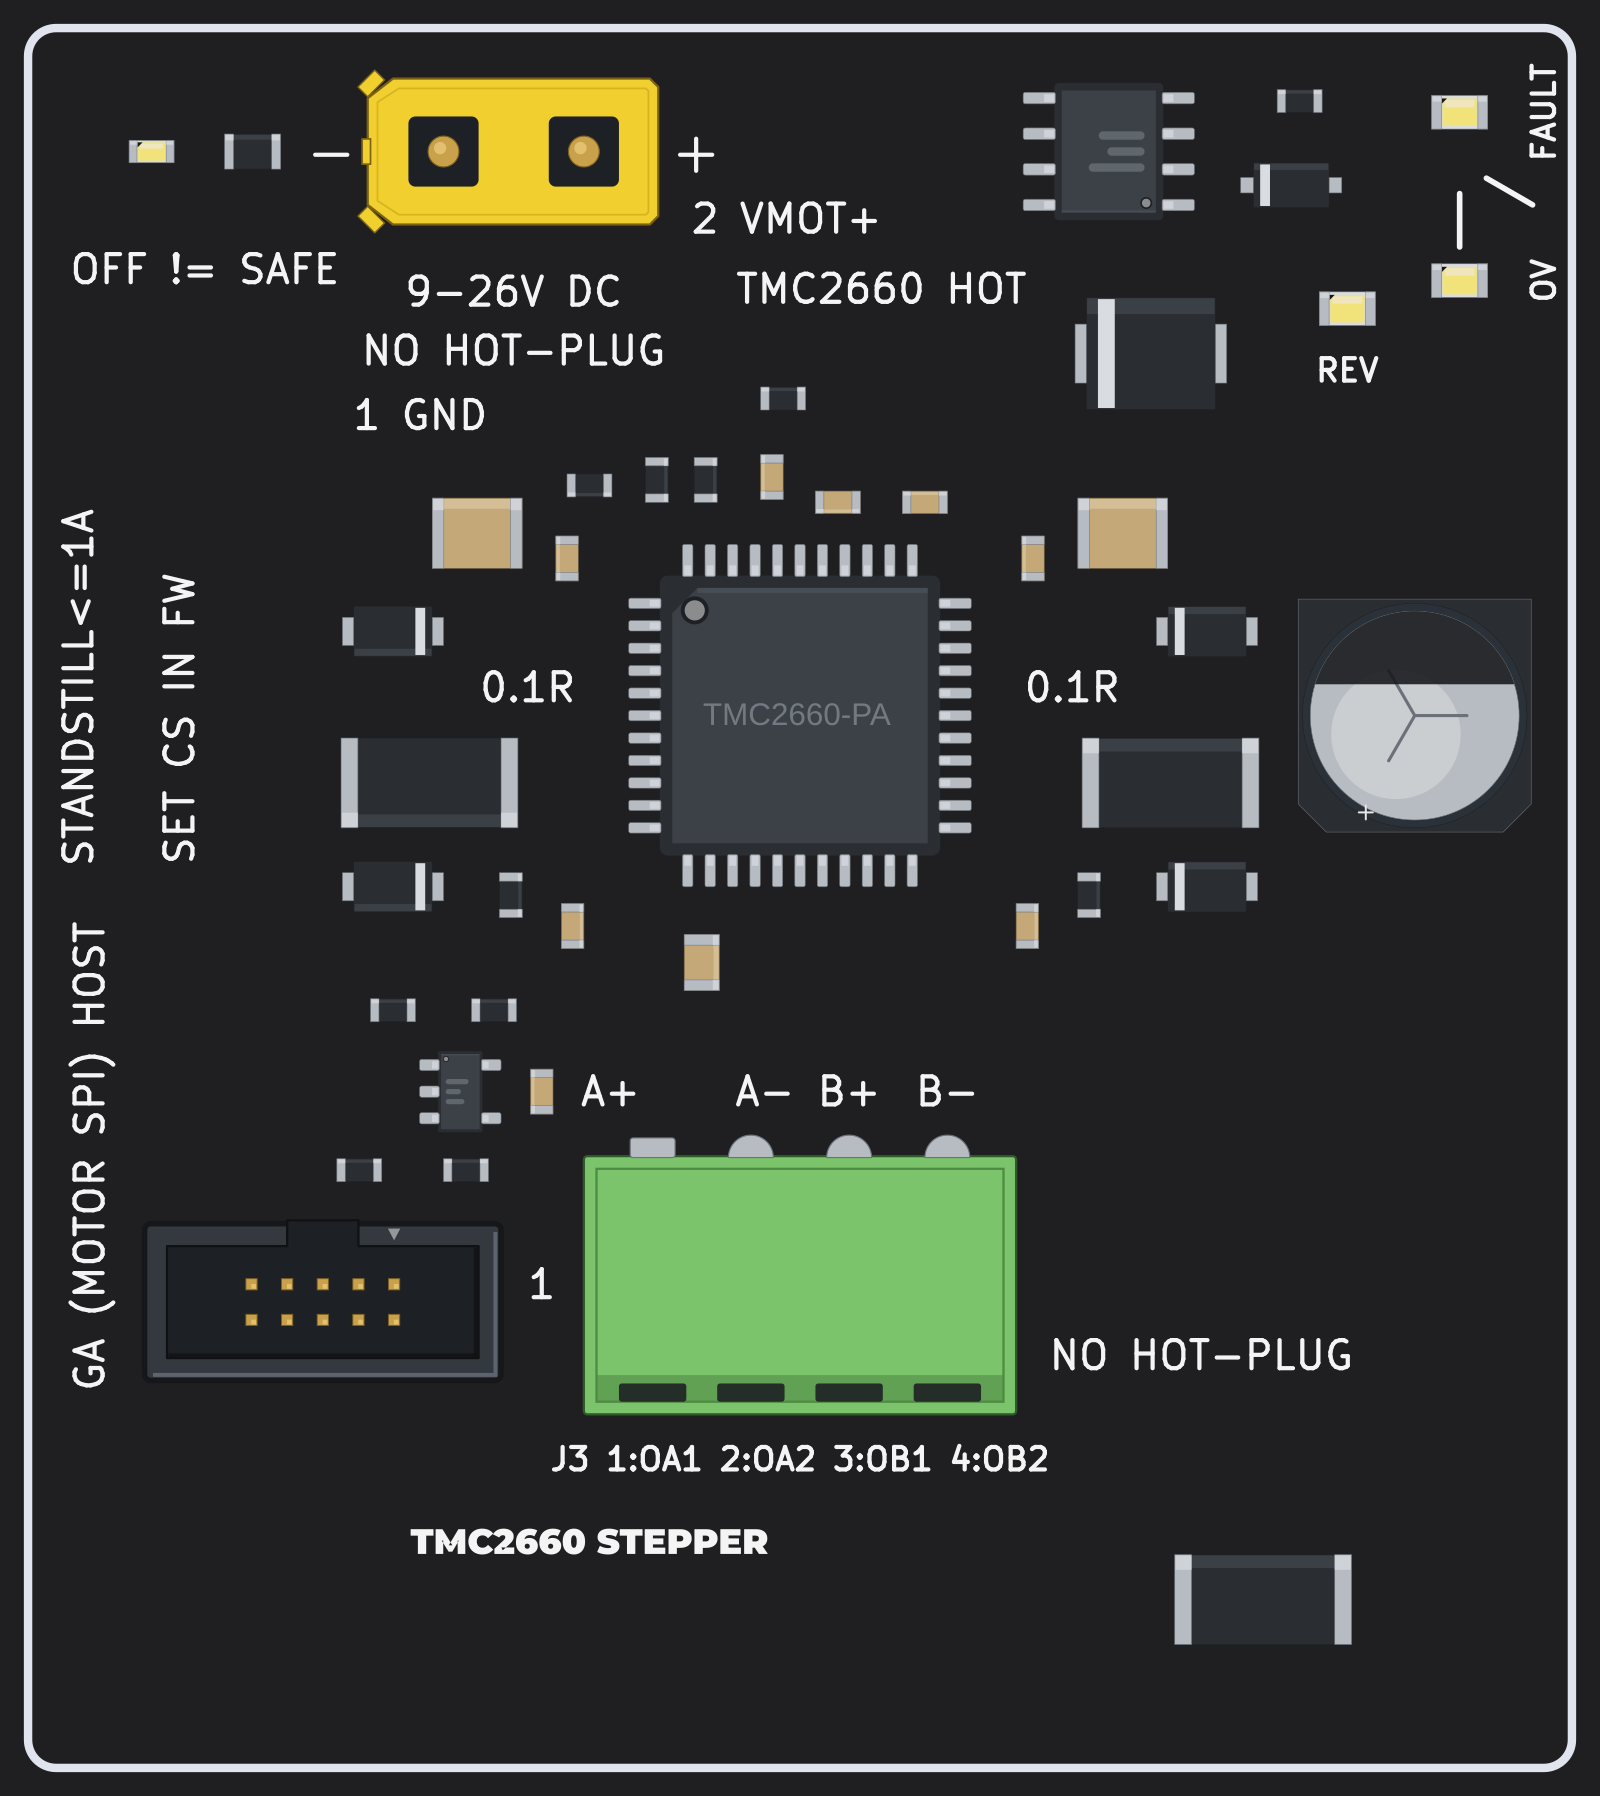 FAULT
−
+
2 VMOT+
OFF != SAFE
9-26V DC
TMC2660 HOT
0V
NO HOT-PLUG
REV
1 GND
STANDSTILL<=1A
SET CS IN FW
0.1R
0.1R
TMC2660-PA
+
GA (MOTOR SPI) HOST
A+ A- B+ B-
1
NO HOT-PLUG
J3 1:OA1 2:OA2 3:OB1 4:OB2
TMC2660 STEPPER